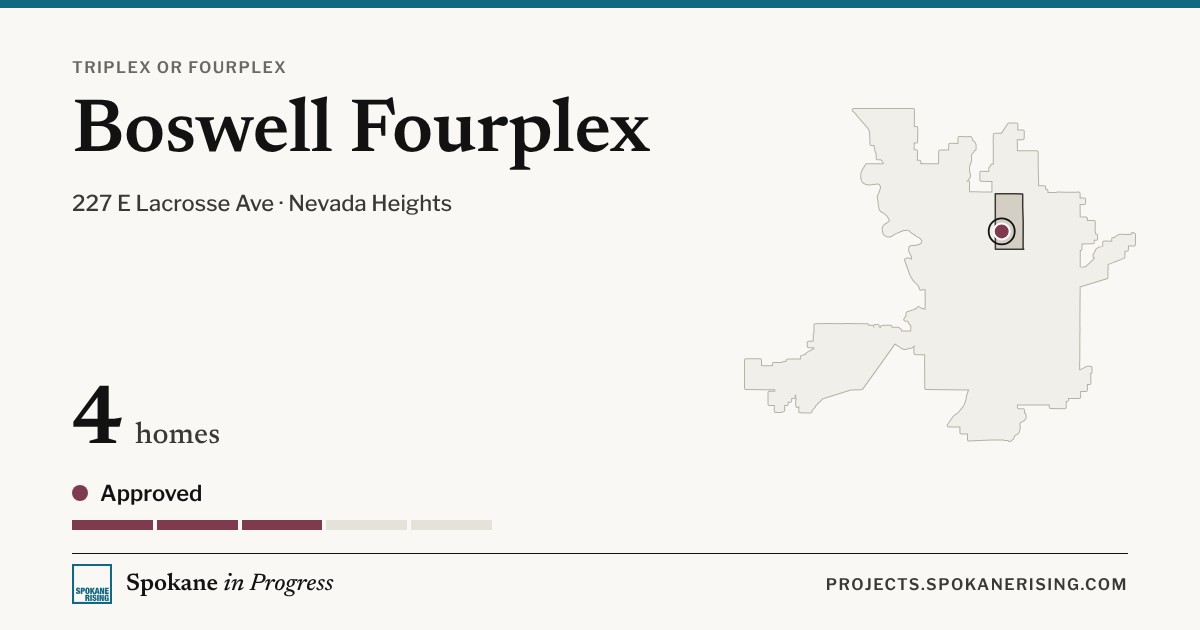 TRIPLEX OR FOURPLEX
Boswell Fourplex
227 E Lacrosse Ave · Nevada Heights
4 homes
Approved
SPOKANE
RISING
Spokane in Progress
PROJECTS.SPOKANERISING.COM